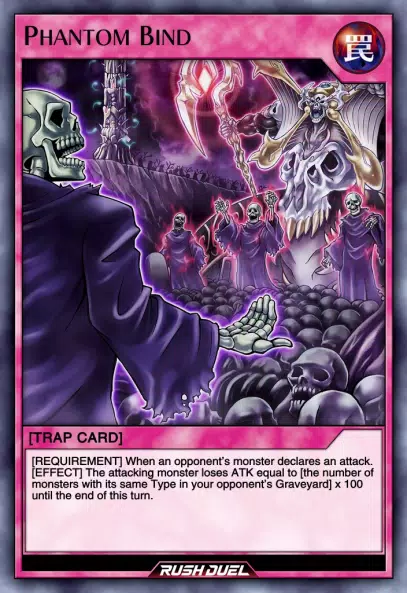 Phantom Bind
罠
[TRAP CARD]
[REQUIREMENT] When an opponent's monster declares an attack.
[EFFECT] The attacking monster loses ATK equal to [the number of
monsters with its same Type in your opponent's Graveyard] x 100
until the end of this turn.
RUSH DUEL